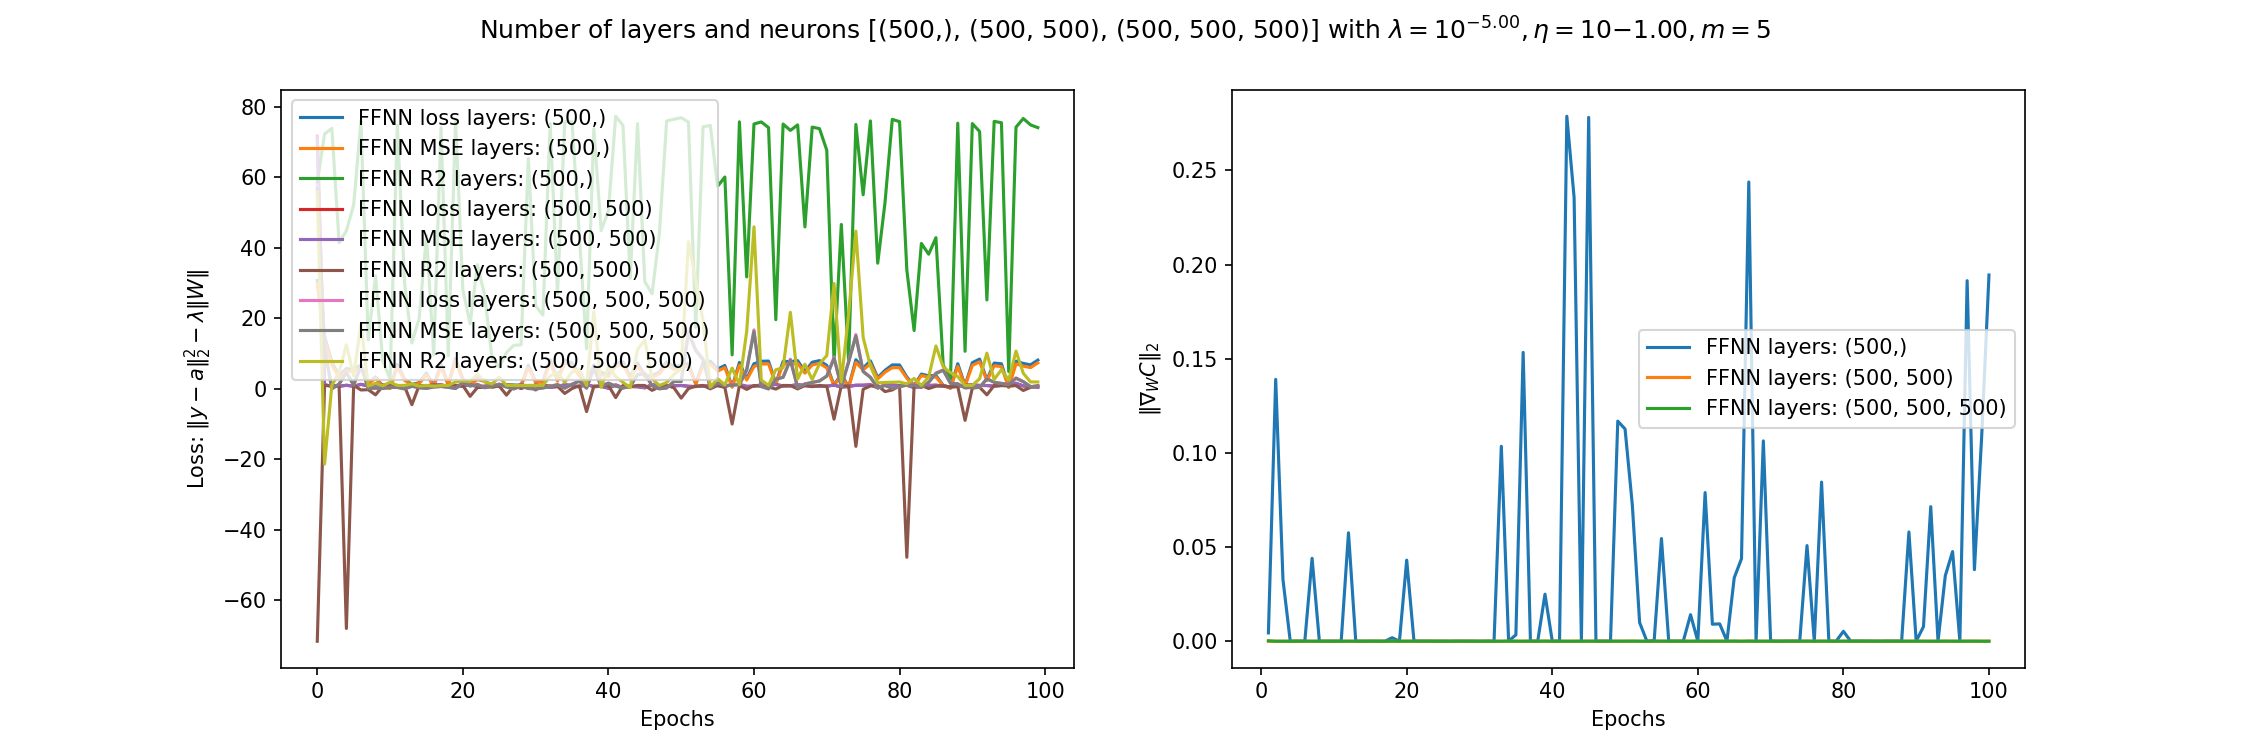 Number of layers and neurons [(500,), (500, 500), (500, 500, 500)] with λ = 10^{−5.00}, η = 10−1.00, m = 5
80
60
40
20
0
−20
−40
−60
Loss: ‖y − a‖_2^2 − λ‖W‖
FFNN loss layers: (500,)
FFNN MSE layers: (500,)
FFNN R2 layers: (500,)
FFNN loss layers: (500, 500)
FFNN MSE layers: (500, 500)
FFNN R2 layers: (500, 500)
FFNN loss layers: (500, 500, 500)
FFNN MSE layers: (500, 500, 500)
FFNN R2 layers: (500, 500, 500)
0 20 40 60 80 100
Epochs
0.25
0.20
0.15
0.10
0.05
0.00
‖∇_W C‖_2
FFNN layers: (500,)
FFNN layers: (500, 500)
FFNN layers: (500, 500, 500)
0 20 40 60 80 100
Epochs